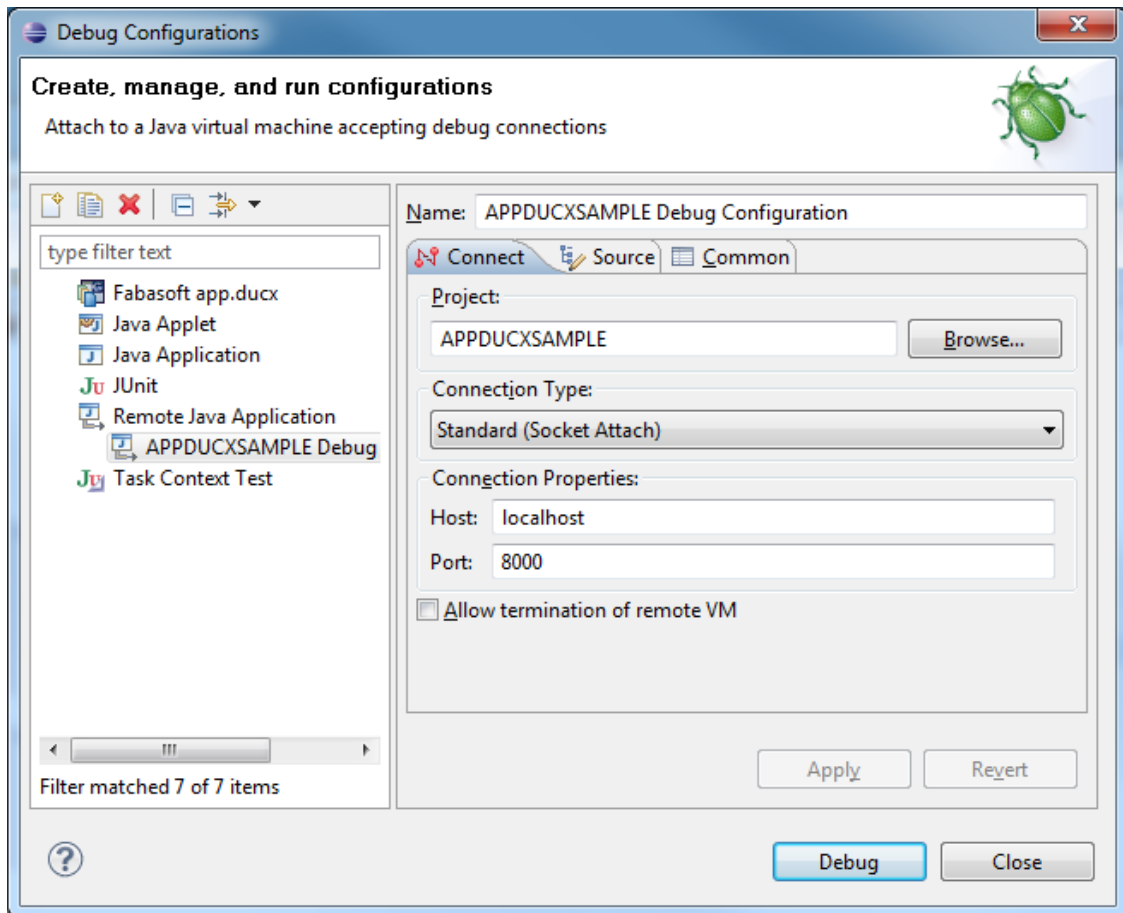 Debug Configurations
Create, manage, and run configurations
Attach to a Java virtual machine accepting debug connections
type filter text
Fabasoft app.ducx
Java Applet
Java Application
JUnit
Remote Java Application
APPDUCXSAMPLE Debug
Task Context Test
Filter matched 7 of 7 items
Name: APPDUCXSAMPLE Debug Configuration
Connect Source Common
Project:
APPDUCXSAMPLE Browse...
Connection Type:
Standard (Socket Attach)
Connection Properties:
Host: localhost
Port: 8000
Allow termination of remote VM
Apply Revert
Debug Close